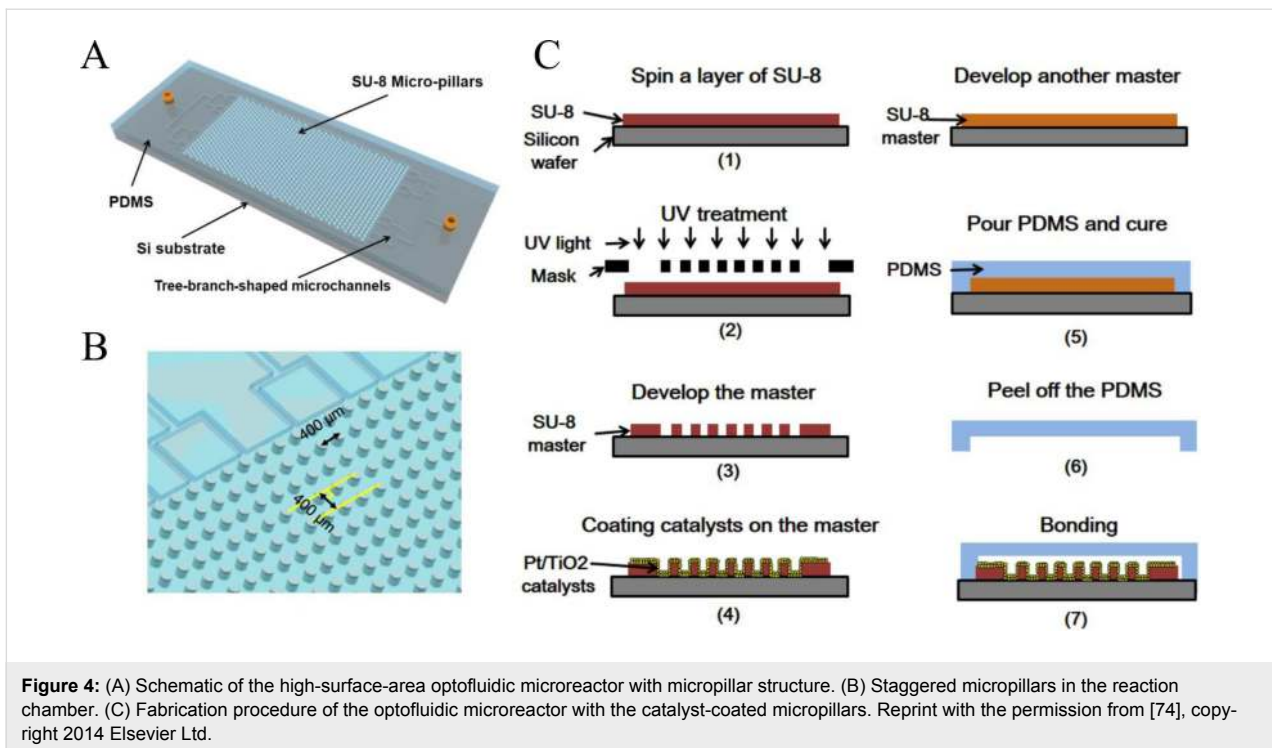 A
SU-8 Micro-pillars
PDMS
Si substrate
Tree-branch-shaped microchannels
B
400 µm
400 µm
C
Spin a layer of SU-8
SU-8
Silicon
wafer
(1)
UV treatment
UV light
Mask
(2)
Develop the master
SU-8
master
(3)
Coating catalysts on the master
Pt/TiO2
catalysts
(4)
Develop another master
SU-8
master
Pour PDMS and cure
PDMS
(5)
Peel off the PDMS
(6)
Bonding
(7)
Figure 4: (A) Schematic of the high-surface-area optofluidic microreactor with micropillar structure. (B) Staggered micropillars in the reaction
chamber. (C) Fabrication procedure of the optofluidic microreactor with the catalyst-coated micropillars. Reprint with the permission from [74], copy-
right 2014 Elsevier Ltd.